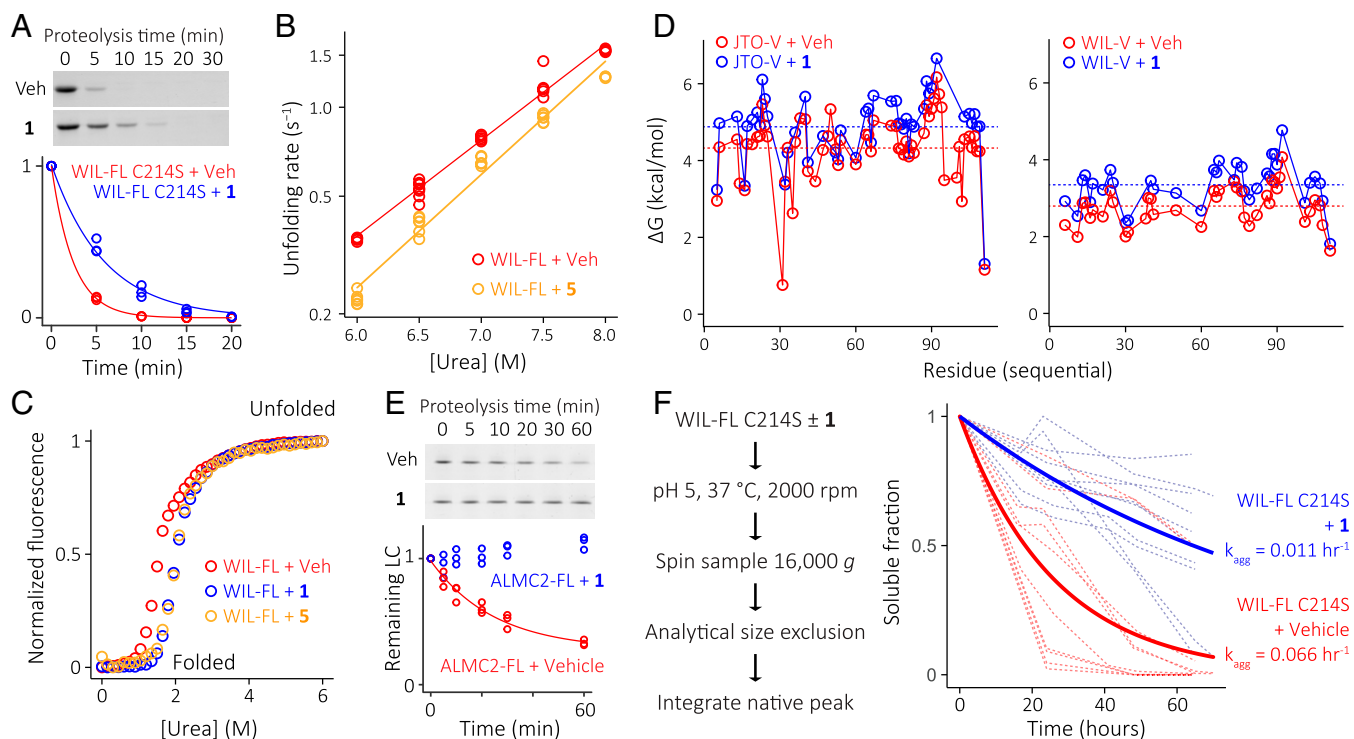 A
Proteolysis time (min)
0 5 10 15 20 30
Veh
1
WIL-FL C214S + Veh
WIL-FL C214S + 1
1
0
0 5 10 15 20
Time (min)
B
Unfolding rate (s⁻¹)
1.5
1.0
0.5
0.2
WIL-FL + Veh
WIL-FL + 5
6.0 6.5 7.0 7.5 8.0
[Urea] (M)
C
Normalized fluorescence
Unfolded
1
0.5
0
WIL-FL + Veh
WIL-FL + 1
WIL-FL + 5
Folded
0 2 4 6
[Urea] (M)
D
JTO-V + Veh
JTO-V + 1
WIL-V + Veh
WIL-V + 1
ΔG (kcal/mol)
6
4
2
0
6
4
2
0
0 30 60 90
0 30 60 90
Residue (sequential)
E
Proteolysis time (min)
0 5 10 20 30 60
Veh
1
Remaining LC
1
0
ALMC2-FL + 1
ALMC2-FL + Vehicle
0 20 40 60
Time (min)
F
WIL-FL C214S ± 1
pH 5, 37 °C, 2000 rpm
Spin sample 16,000 g
Analytical size exclusion
Integrate native peak
Soluble fraction
1
0.5
0
WIL-FL C214S
+ 1
kagg = 0.011 hr⁻¹
WIL-FL C214S
+ Vehicle
kagg = 0.066 hr⁻¹
0 20 40 60
Time (hours)